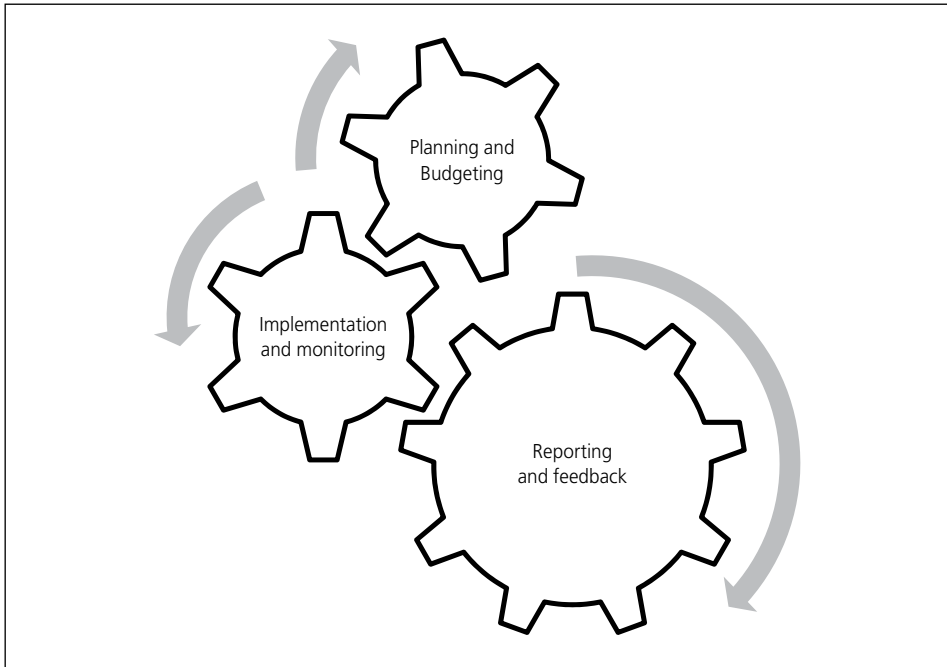 Planning and
Budgeting
Implementation
and monitoring
Reporting
and feedback